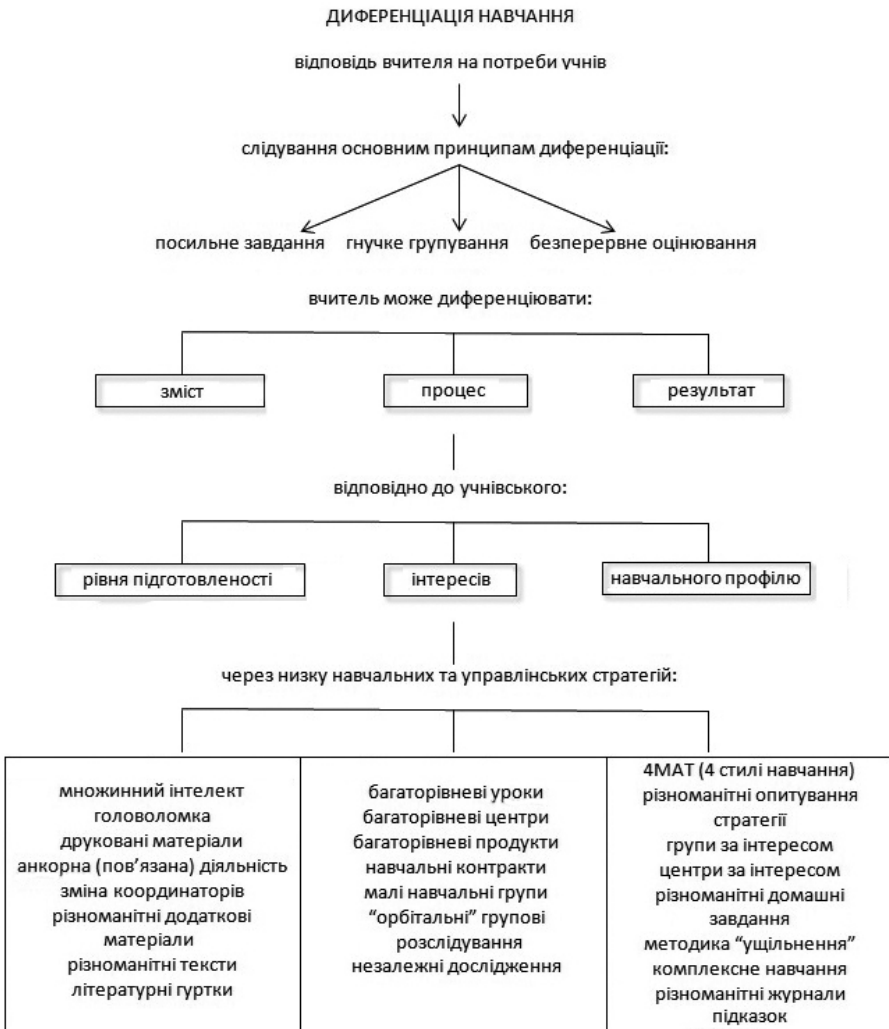 ДИФЕРЕНЦІАЦІЯ НАВЧАННЯ
відповідь вчителя на потреби учнів
слідування основним принципам диференціації:
посильне завдання гнучке групування безперервне оцінювання
вчитель може диференціювати:
зміст процес результат
відповідно до учнівського:
рівня підготовленості інтересів навчального профілю
через низку навчальних та управлінських стратегій:
множинний інтелект
головоломка
друковані матеріали
анкорна (пов’язана) діяльність
зміна координаторів
різноманітні додаткові
матеріали
різноманітні тексти
літературні гуртки
багаторівневі уроки
багаторівневі центри
багаторівневі продукти
навчальні контракти
малі навчальні групи
“орбітальні” групові
розслідування
незалежні дослідження
4МАТ (4 стилі навчання)
різноманітні опитування
стратегії
групи за інтересом
центри за інтересом
різноманітні домашні
завдання
методика “ущільнення”
комплексне навчання
різноманітні журнали
підказок